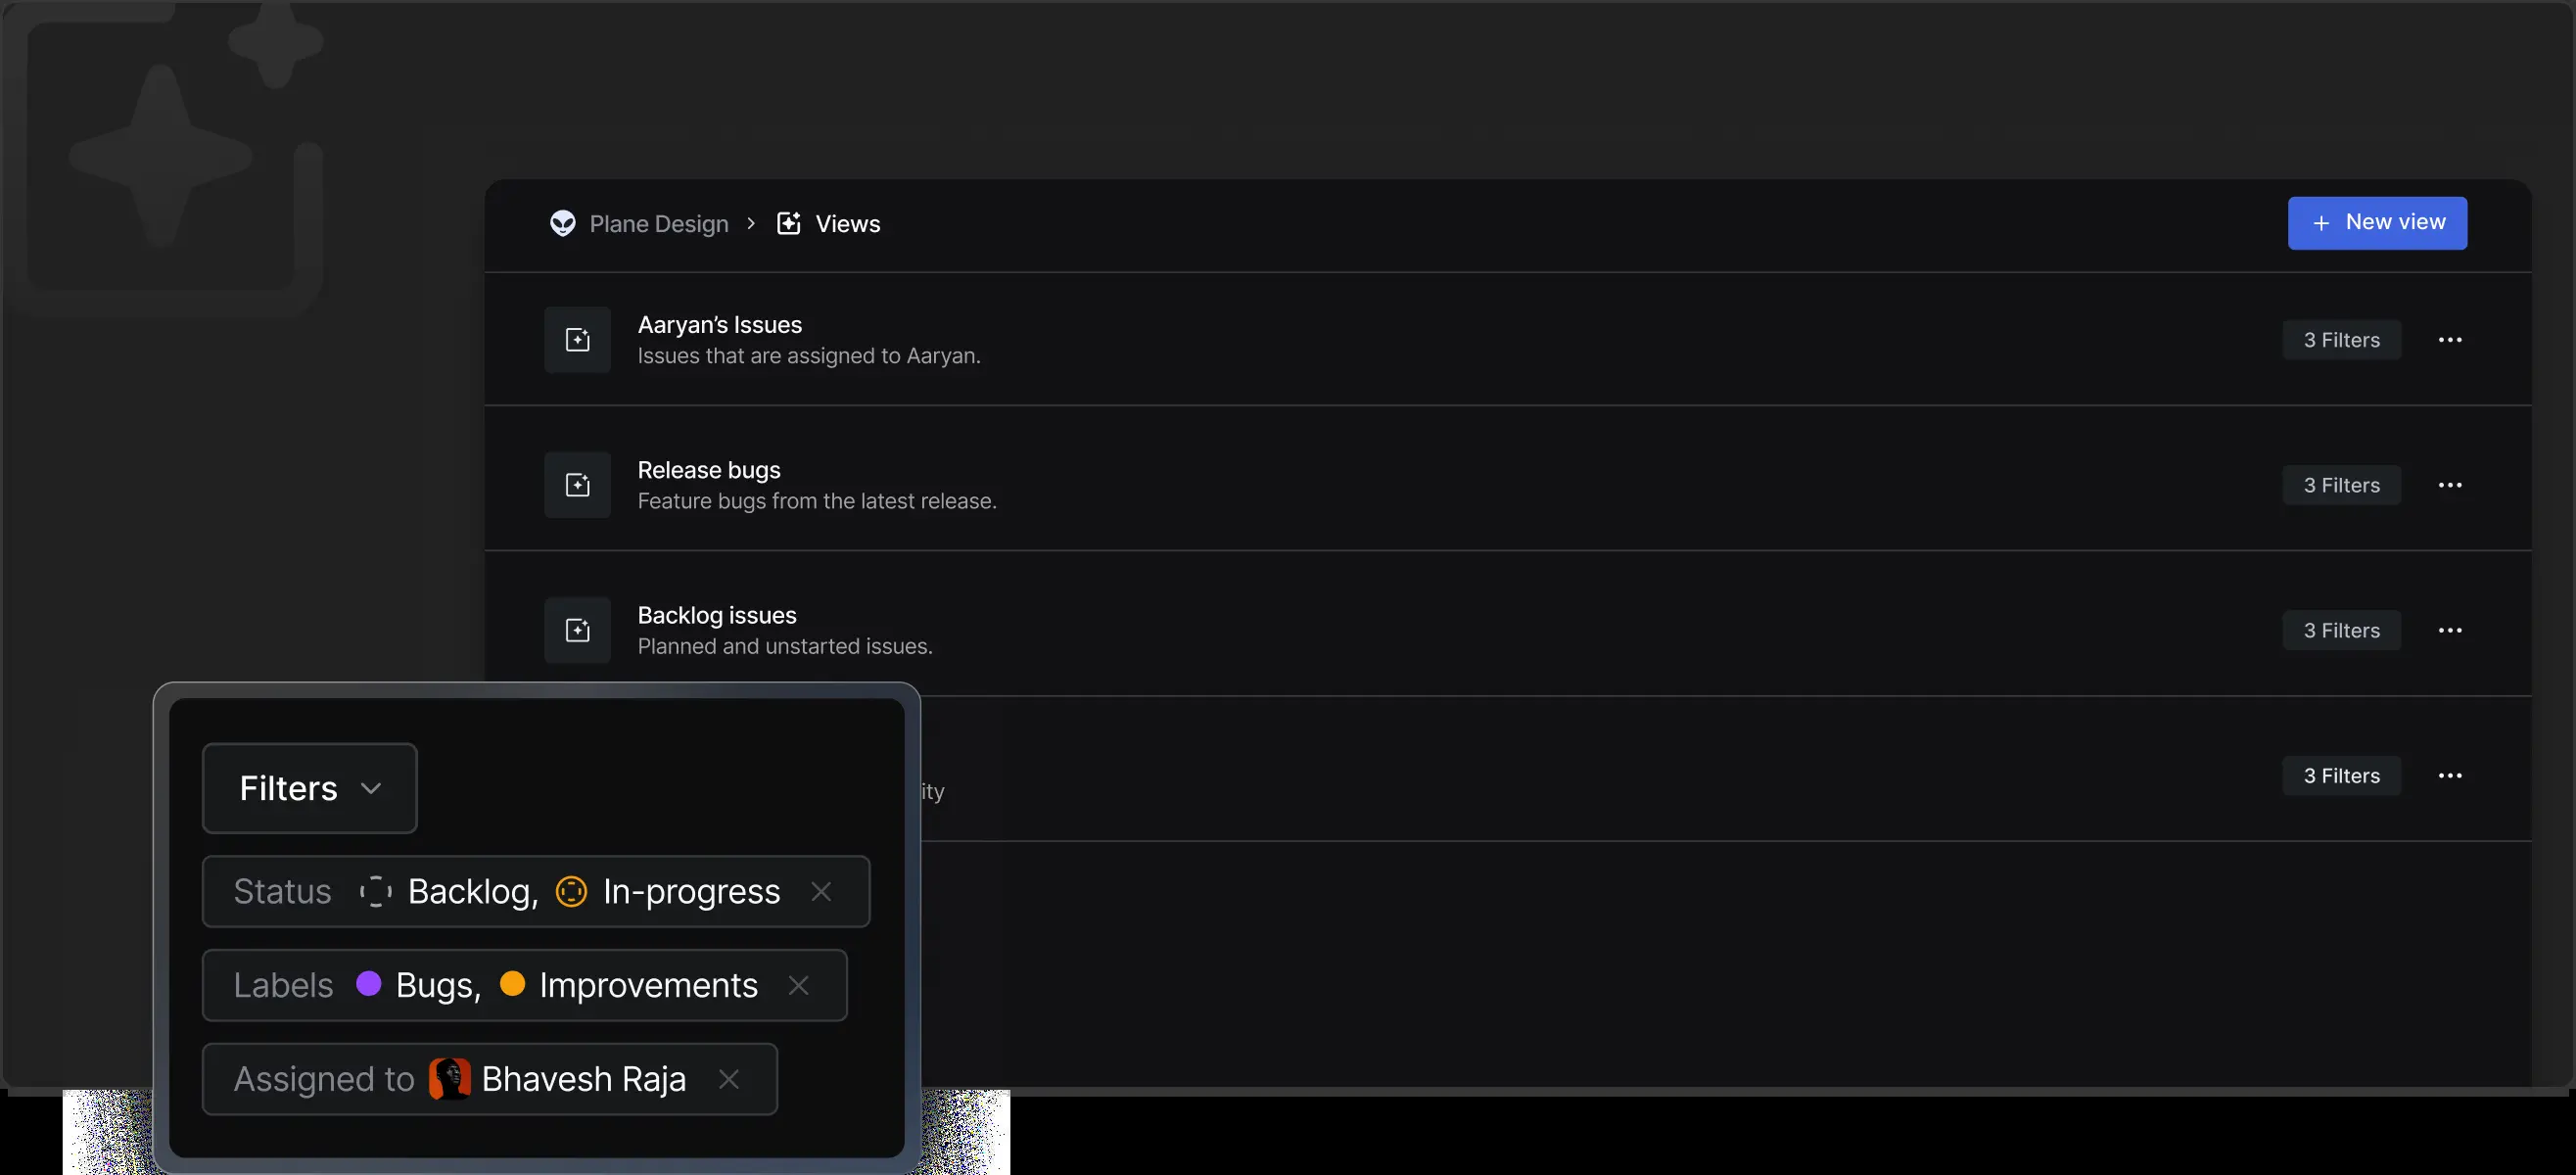 Plane Design > Views
+ New view
Aaryan’s Issues
Issues that are assigned to Aaryan.
3 Filters
Release bugs
Feature bugs from the latest release.
3 Filters
Backlog issues
Planned and unstarted issues.
3 Filters
3 Filters
Filters
Status Backlog, In-progress
Labels Bugs, Improvements
Assigned to Bhavesh Raja